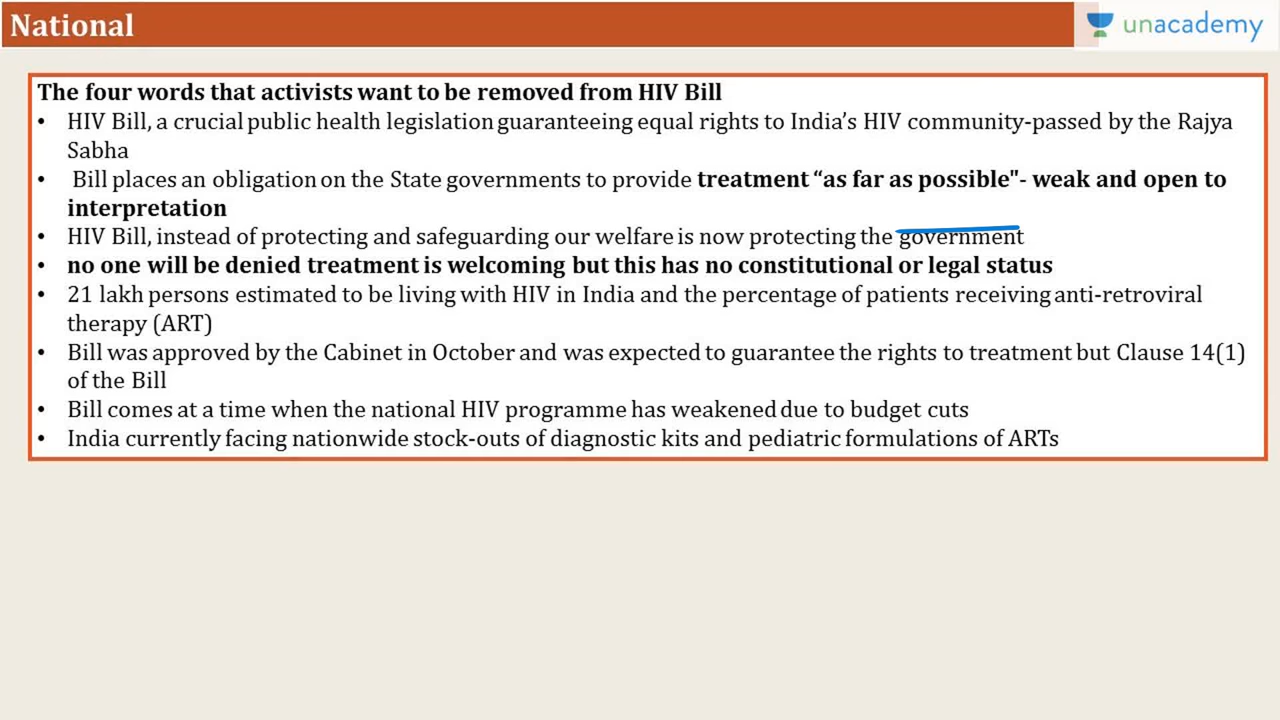 National
unacademy
The four words that activists want to be removed from HIV Bill
• HIV Bill, a crucial public health legislation guaranteeing equal rights to India’s HIV community-passed by the Rajya
Sabha
• Bill places an obligation on the State governments to provide treatment “as far as possible"- weak and open to
interpretation
• HIV Bill, instead of protecting and safeguarding our welfare is now protecting the government
• no one will be denied treatment is welcoming but this has no constitutional or legal status
• 21 lakh persons estimated to be living with HIV in India and the percentage of patients receiving anti-retroviral
therapy (ART)
• Bill was approved by the Cabinet in October and was expected to guarantee the rights to treatment but Clause 14(1)
of the Bill
• Bill comes at a time when the national HIV programme has weakened due to budget cuts
• India currently facing nationwide stock-outs of diagnostic kits and pediatric formulations of ARTs